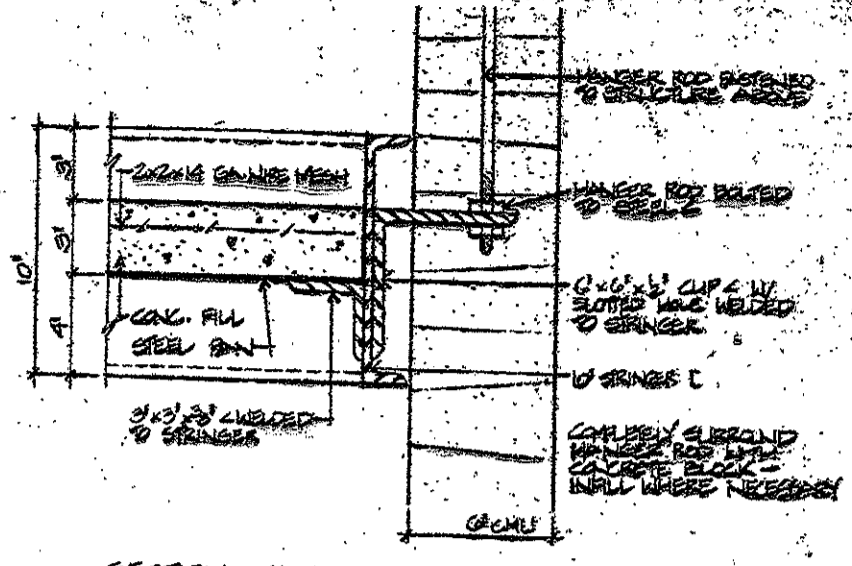 HANGER ROD FASTENED
TO STRUCTURE ABOVE
2x2x14 GA WIRE MESH
HANGER ROD BOLTED
TO STEEL ∠
3"
3"
10"
4"
6"x6"x½" CLIP ∠ W/
SLOTTED HOLE WELDED
TO STRINGER
CONC. FILL
STEEL PAN
10" STRINGER [
3"x3"x⅜" ∠ WELDED
TO STRINGER
COMPLETELY SURROUND
HANGER ROD WITH
CONCRETE BLOCK –
INFILL WHERE NECESSARY
6" CMU